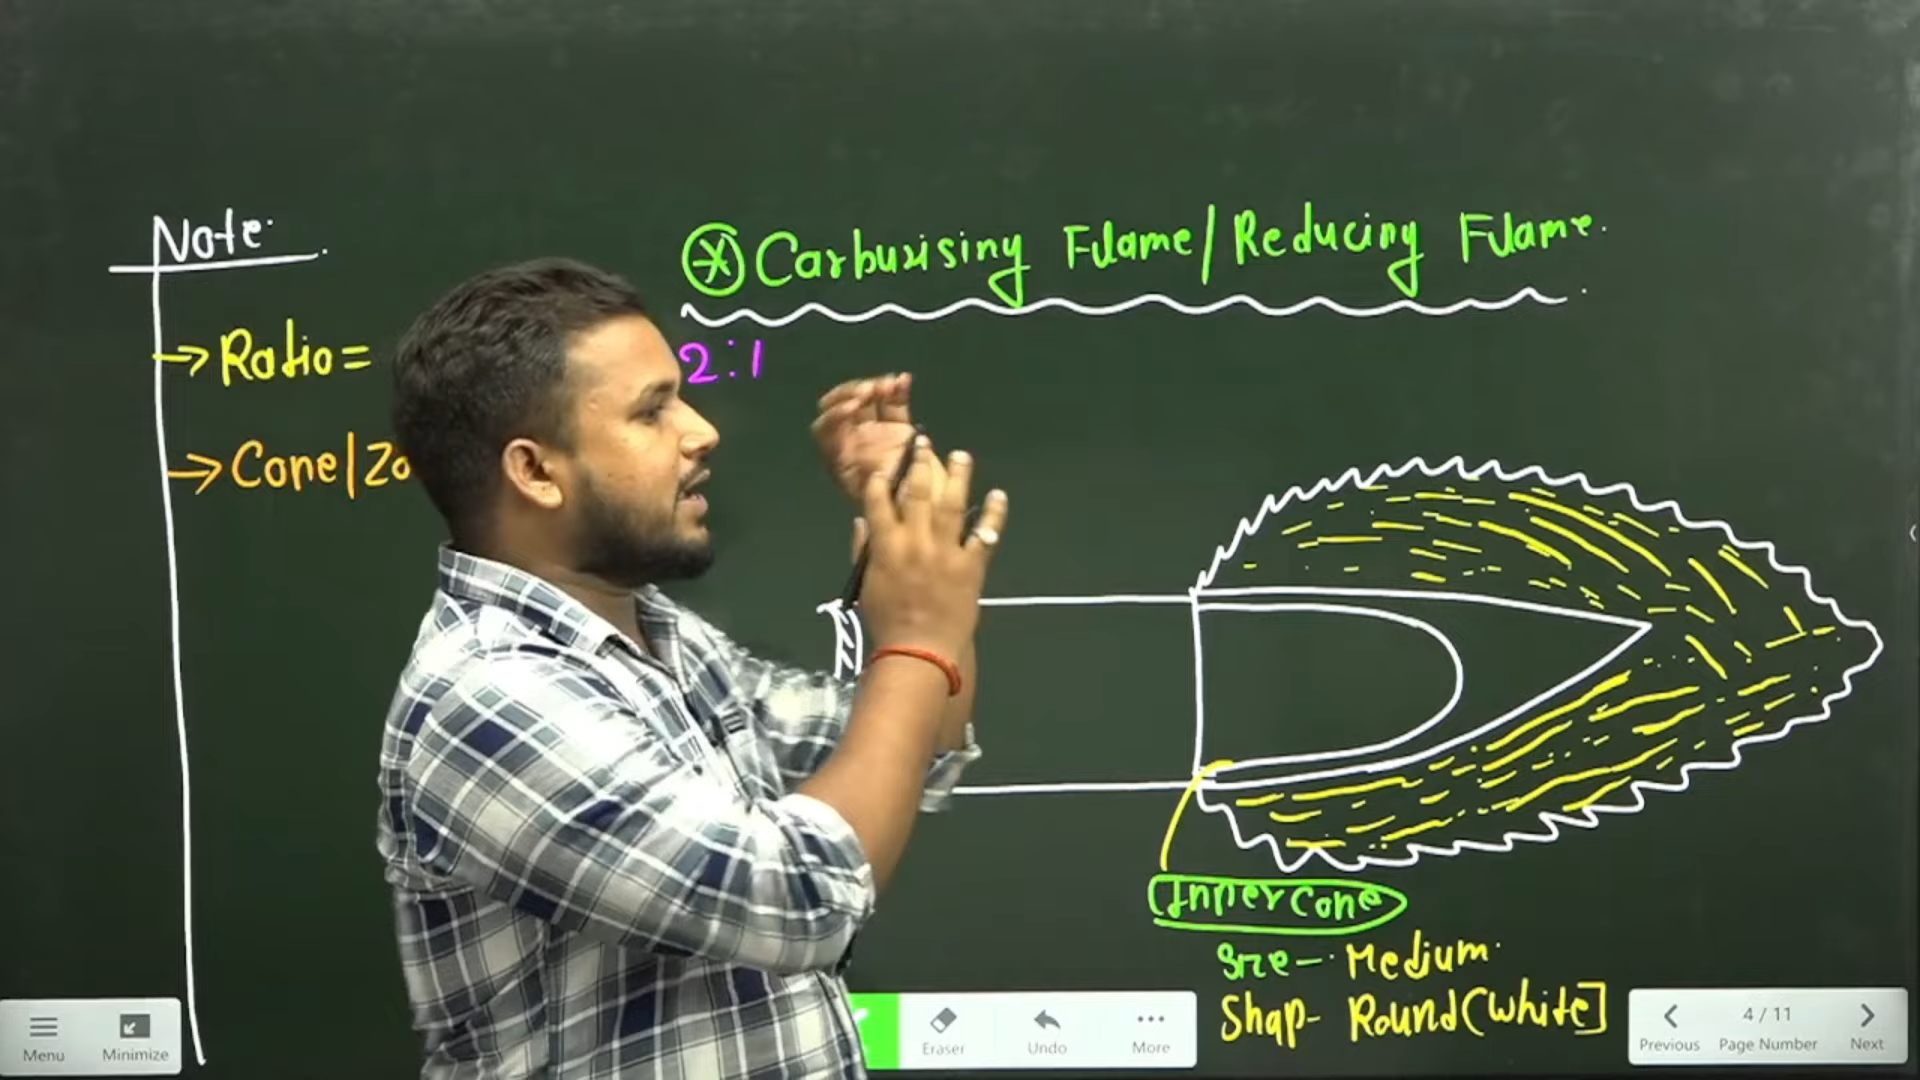 Note.
Ⓧ Carburising Flame/Reducing Flame.
→ Ratio =
2:1
→ Cone/Zo
Inner Cone
Size - Medium.
Shap - Round (White]
Menu
Minimize
Eraser
Undo
More
4 / 11
Previous
Page Number
Next